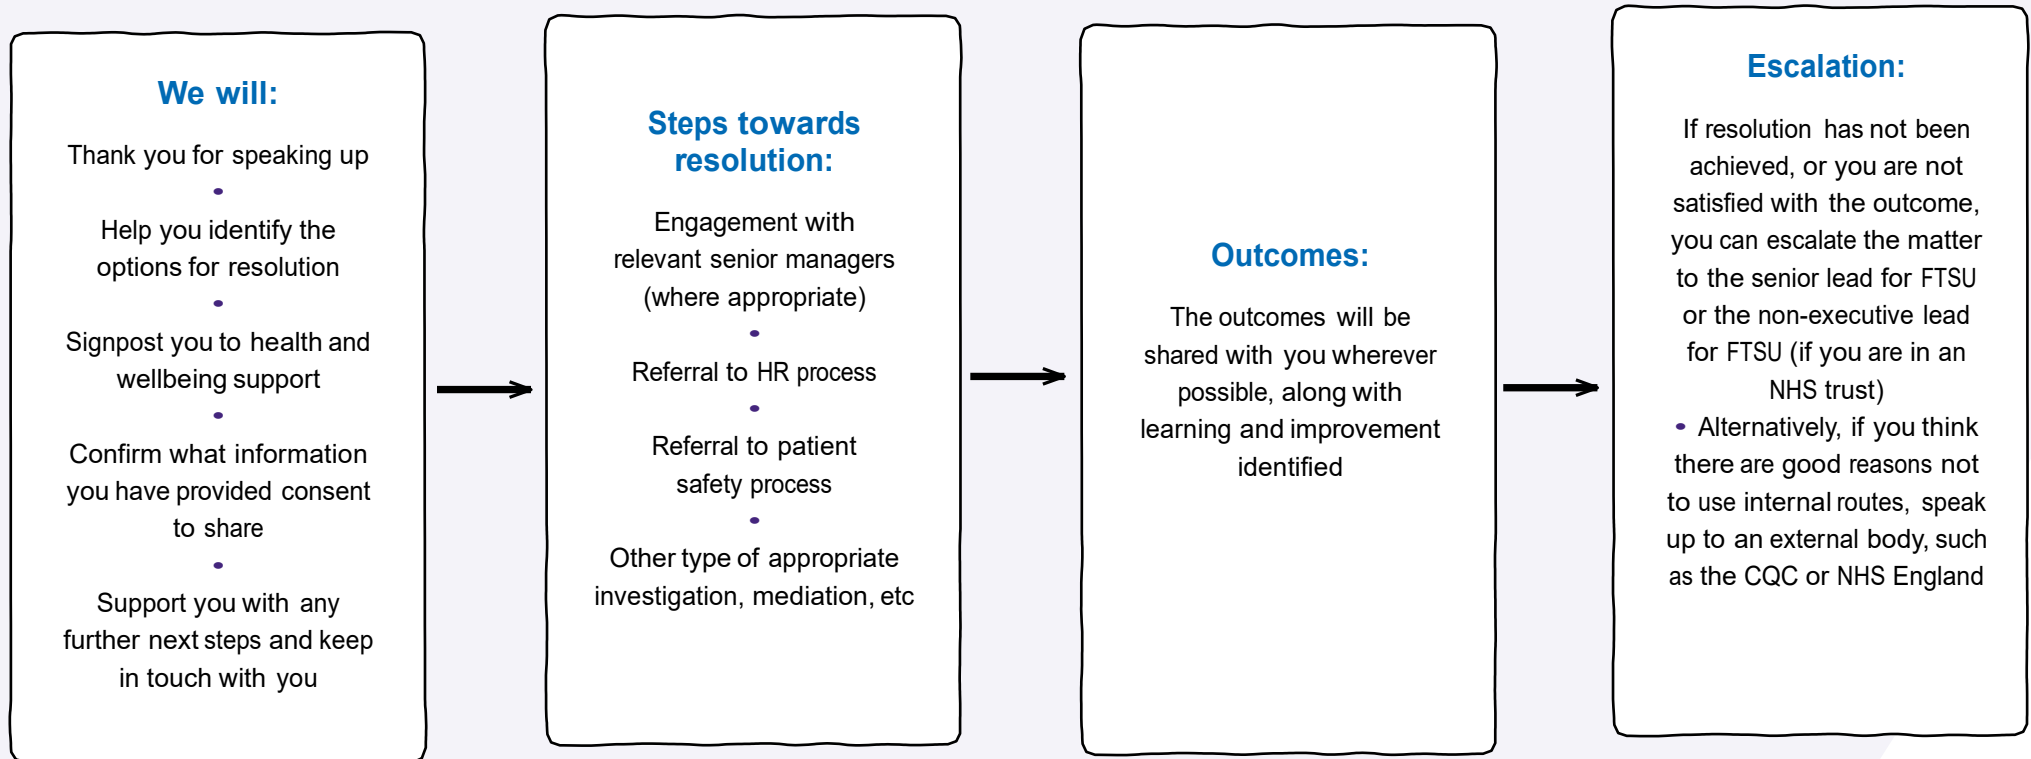 We will:
Thank you for speaking up
•
Help you identify the
options for resolution
•
Signpost you to health and
wellbeing support
•
Confirm what information
you have provided consent
to share
•
Support you with any
further next steps and keep
in touch with you
Steps towards
resolution:
Engagement with
relevant senior managers
(where appropriate)
•
Referral to HR process
•
Referral to patient
safety process
•
Other type of appropriate
investigation, mediation, etc
Outcomes:
The outcomes will be
shared with you wherever
possible, along with
learning and improvement
identified
Escalation:
If resolution has not been
achieved, or you are not
satisfied with the outcome,
you can escalate the matter
to the senior lead for FTSU
or the non-executive lead
for FTSU (if you are in an
NHS trust)
• Alternatively, if you think
there are good reasons not
to use internal routes, speak
up to an external body, such
as the CQC or NHS England